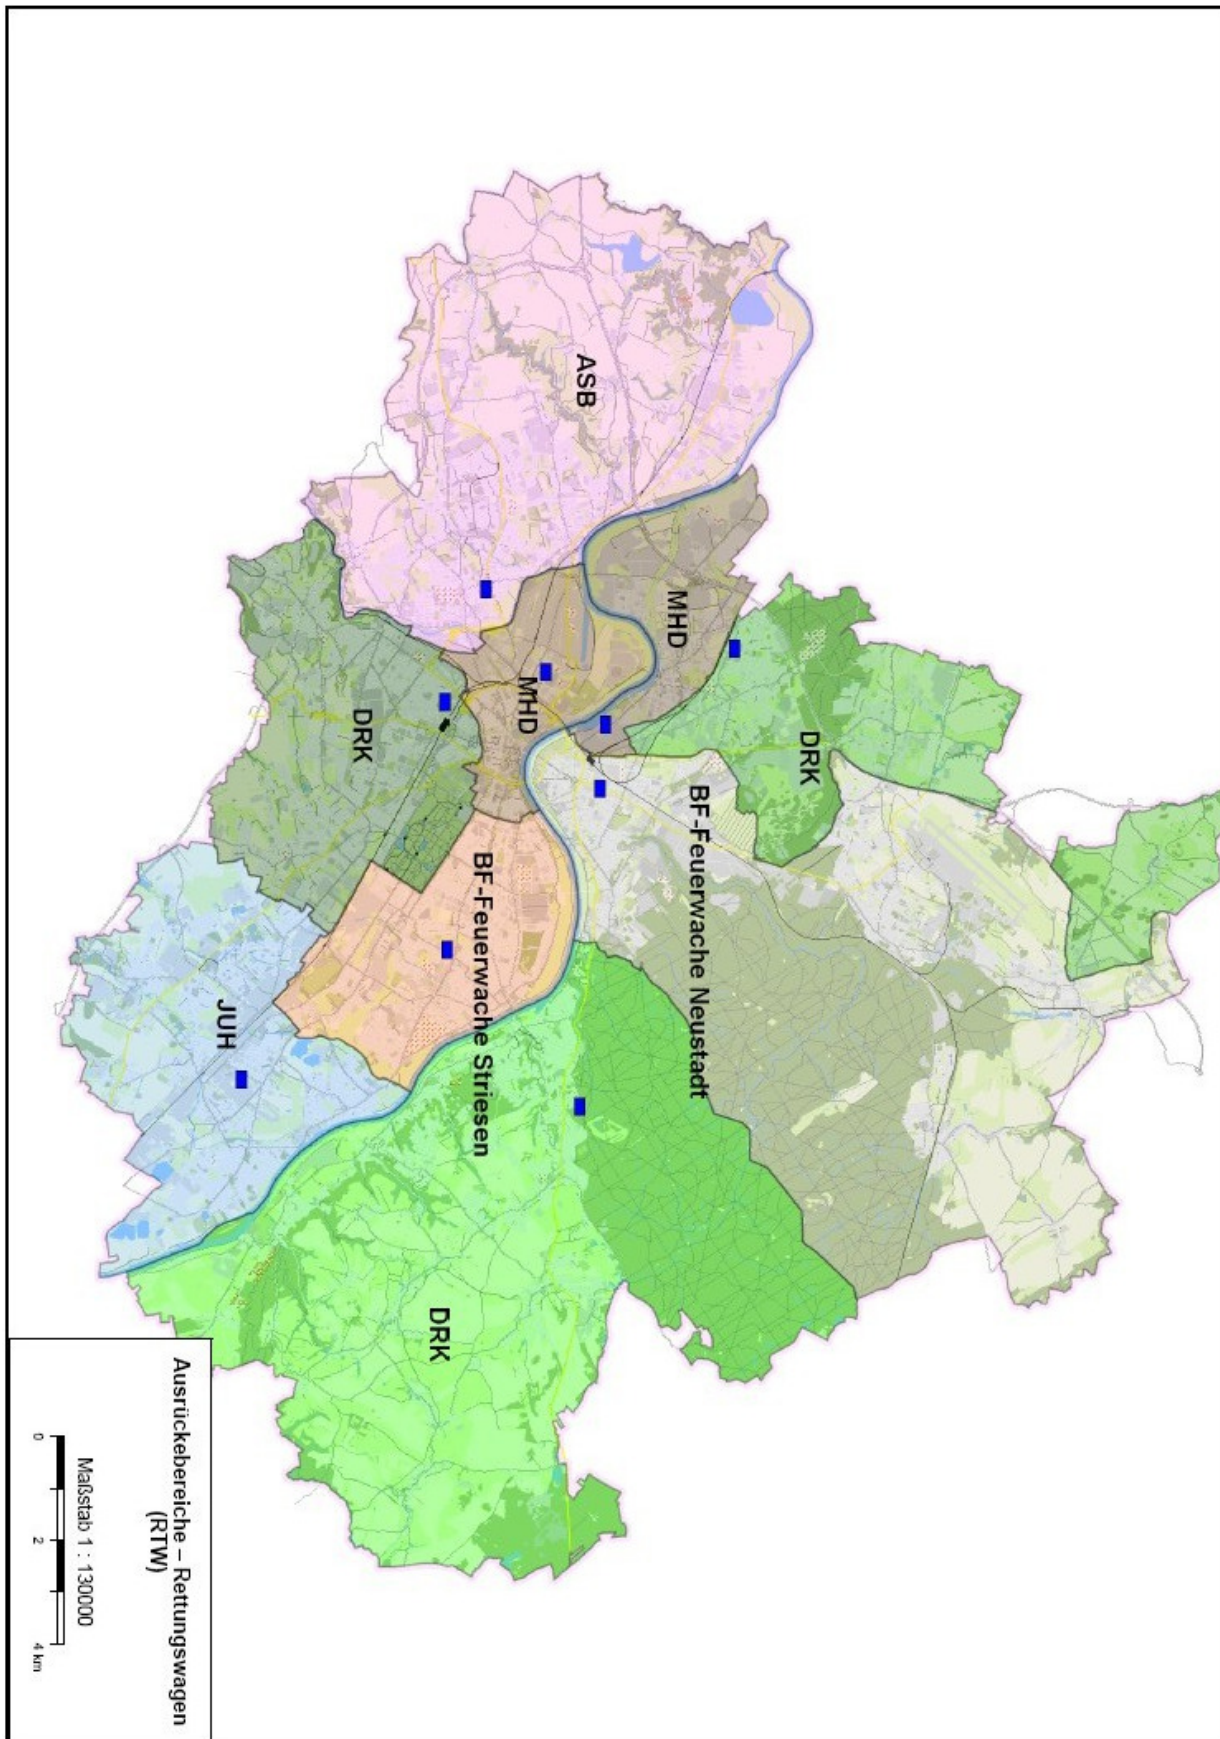 ASB
MHD
MHD
DRK
DRK
BF-Feuerwache Neustadt
BF-Feuerwache Striesen
JUH
DRK
Ausrückebereiche – Rettungswagen
(RTW)
Maßstab 1 : 130000
0 2 4 km